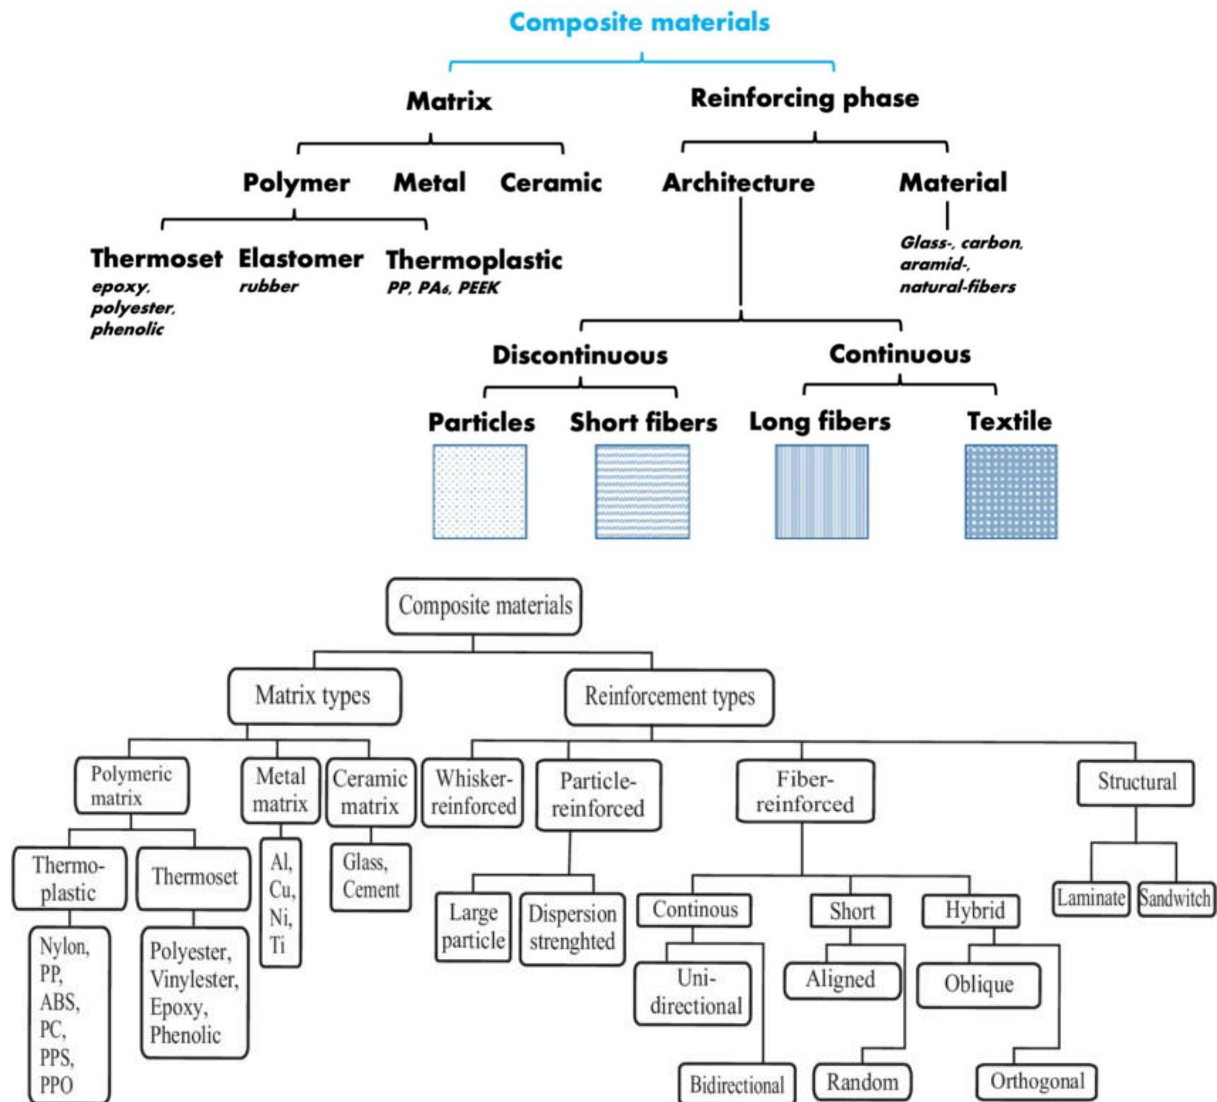 Composite materials
Matrix
Reinforcing phase
Polymer
Metal
Ceramic
Architecture
Material
Glass-, carbon,
aramid-,
natural-fibers
Thermoset
epoxy,
polyester,
phenolic
Elastomer
rubber
Thermoplastic
PP, PA6, PEEK
Discontinuous
Continuous
Particles
Short fibers
Long fibers
Textile
Composite materials
Matrix types
Reinforcement types
Polymeric
matrix
Metal
matrix
Ceramic
matrix
Whisker-
reinforced
Particle-
reinforced
Fiber-
reinforced
Structural
Thermo-
plastic
Thermoset
Al,
Cu,
Ni,
Ti
Glass,
Cement
Large
particle
Dispersion
strenghted
Continous
Short
Hybrid
Laminate
Sandwitch
Nylon,
PP,
ABS,
PC,
PPS,
PPO
Polyester,
Vinylester,
Epoxy,
Phenolic
Uni-
directional
Aligned
Oblique
Bidirectional
Random
Orthogonal